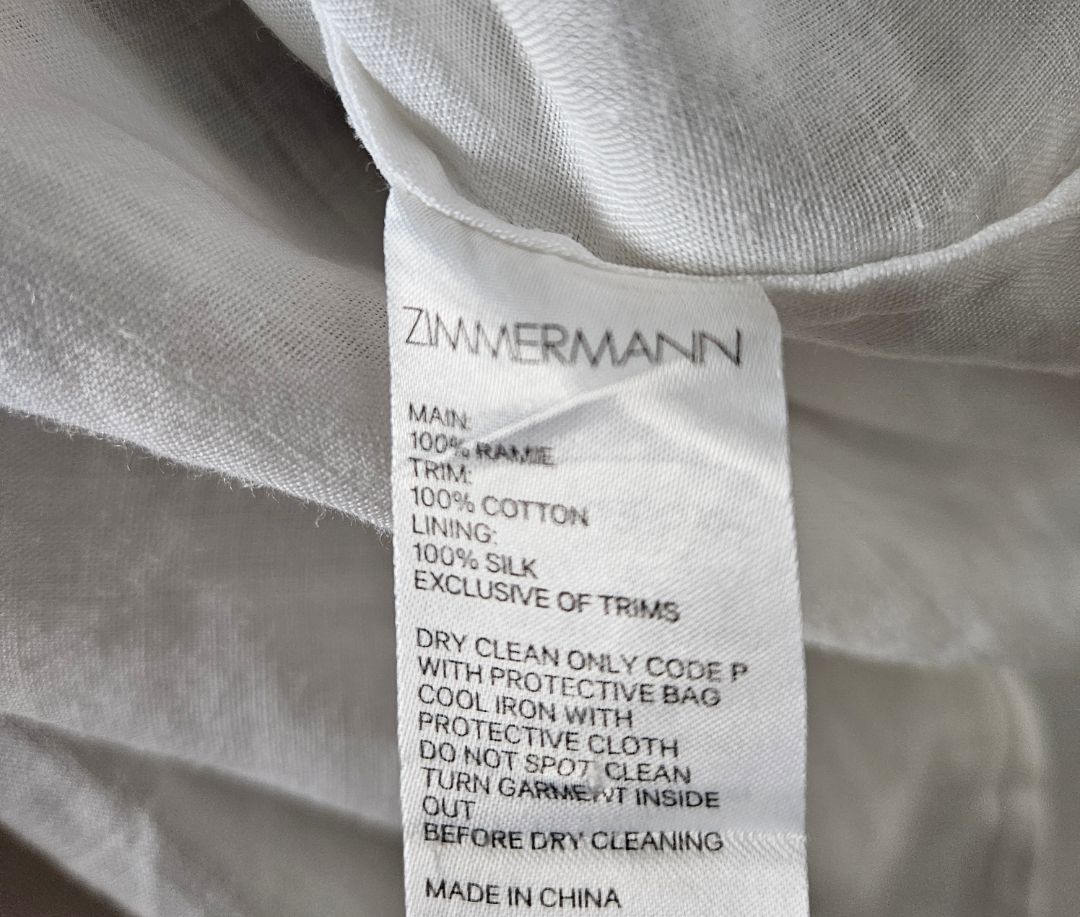 ZIMMERMANN
MAIN:
100% RAMIE
TRIM:
100% COTTON
LINING:
100% SILK
EXCLUSIVE OF TRIMS
DRY CLEAN ONLY CODE P
WITH PROTECTIVE BAG
COOL IRON WITH
PROTECTIVE CLOTH
DO NOT SPOT CLEAN
TURN GARMENT INSIDE
OUT
BEFORE DRY CLEANING
MADE IN CHINA